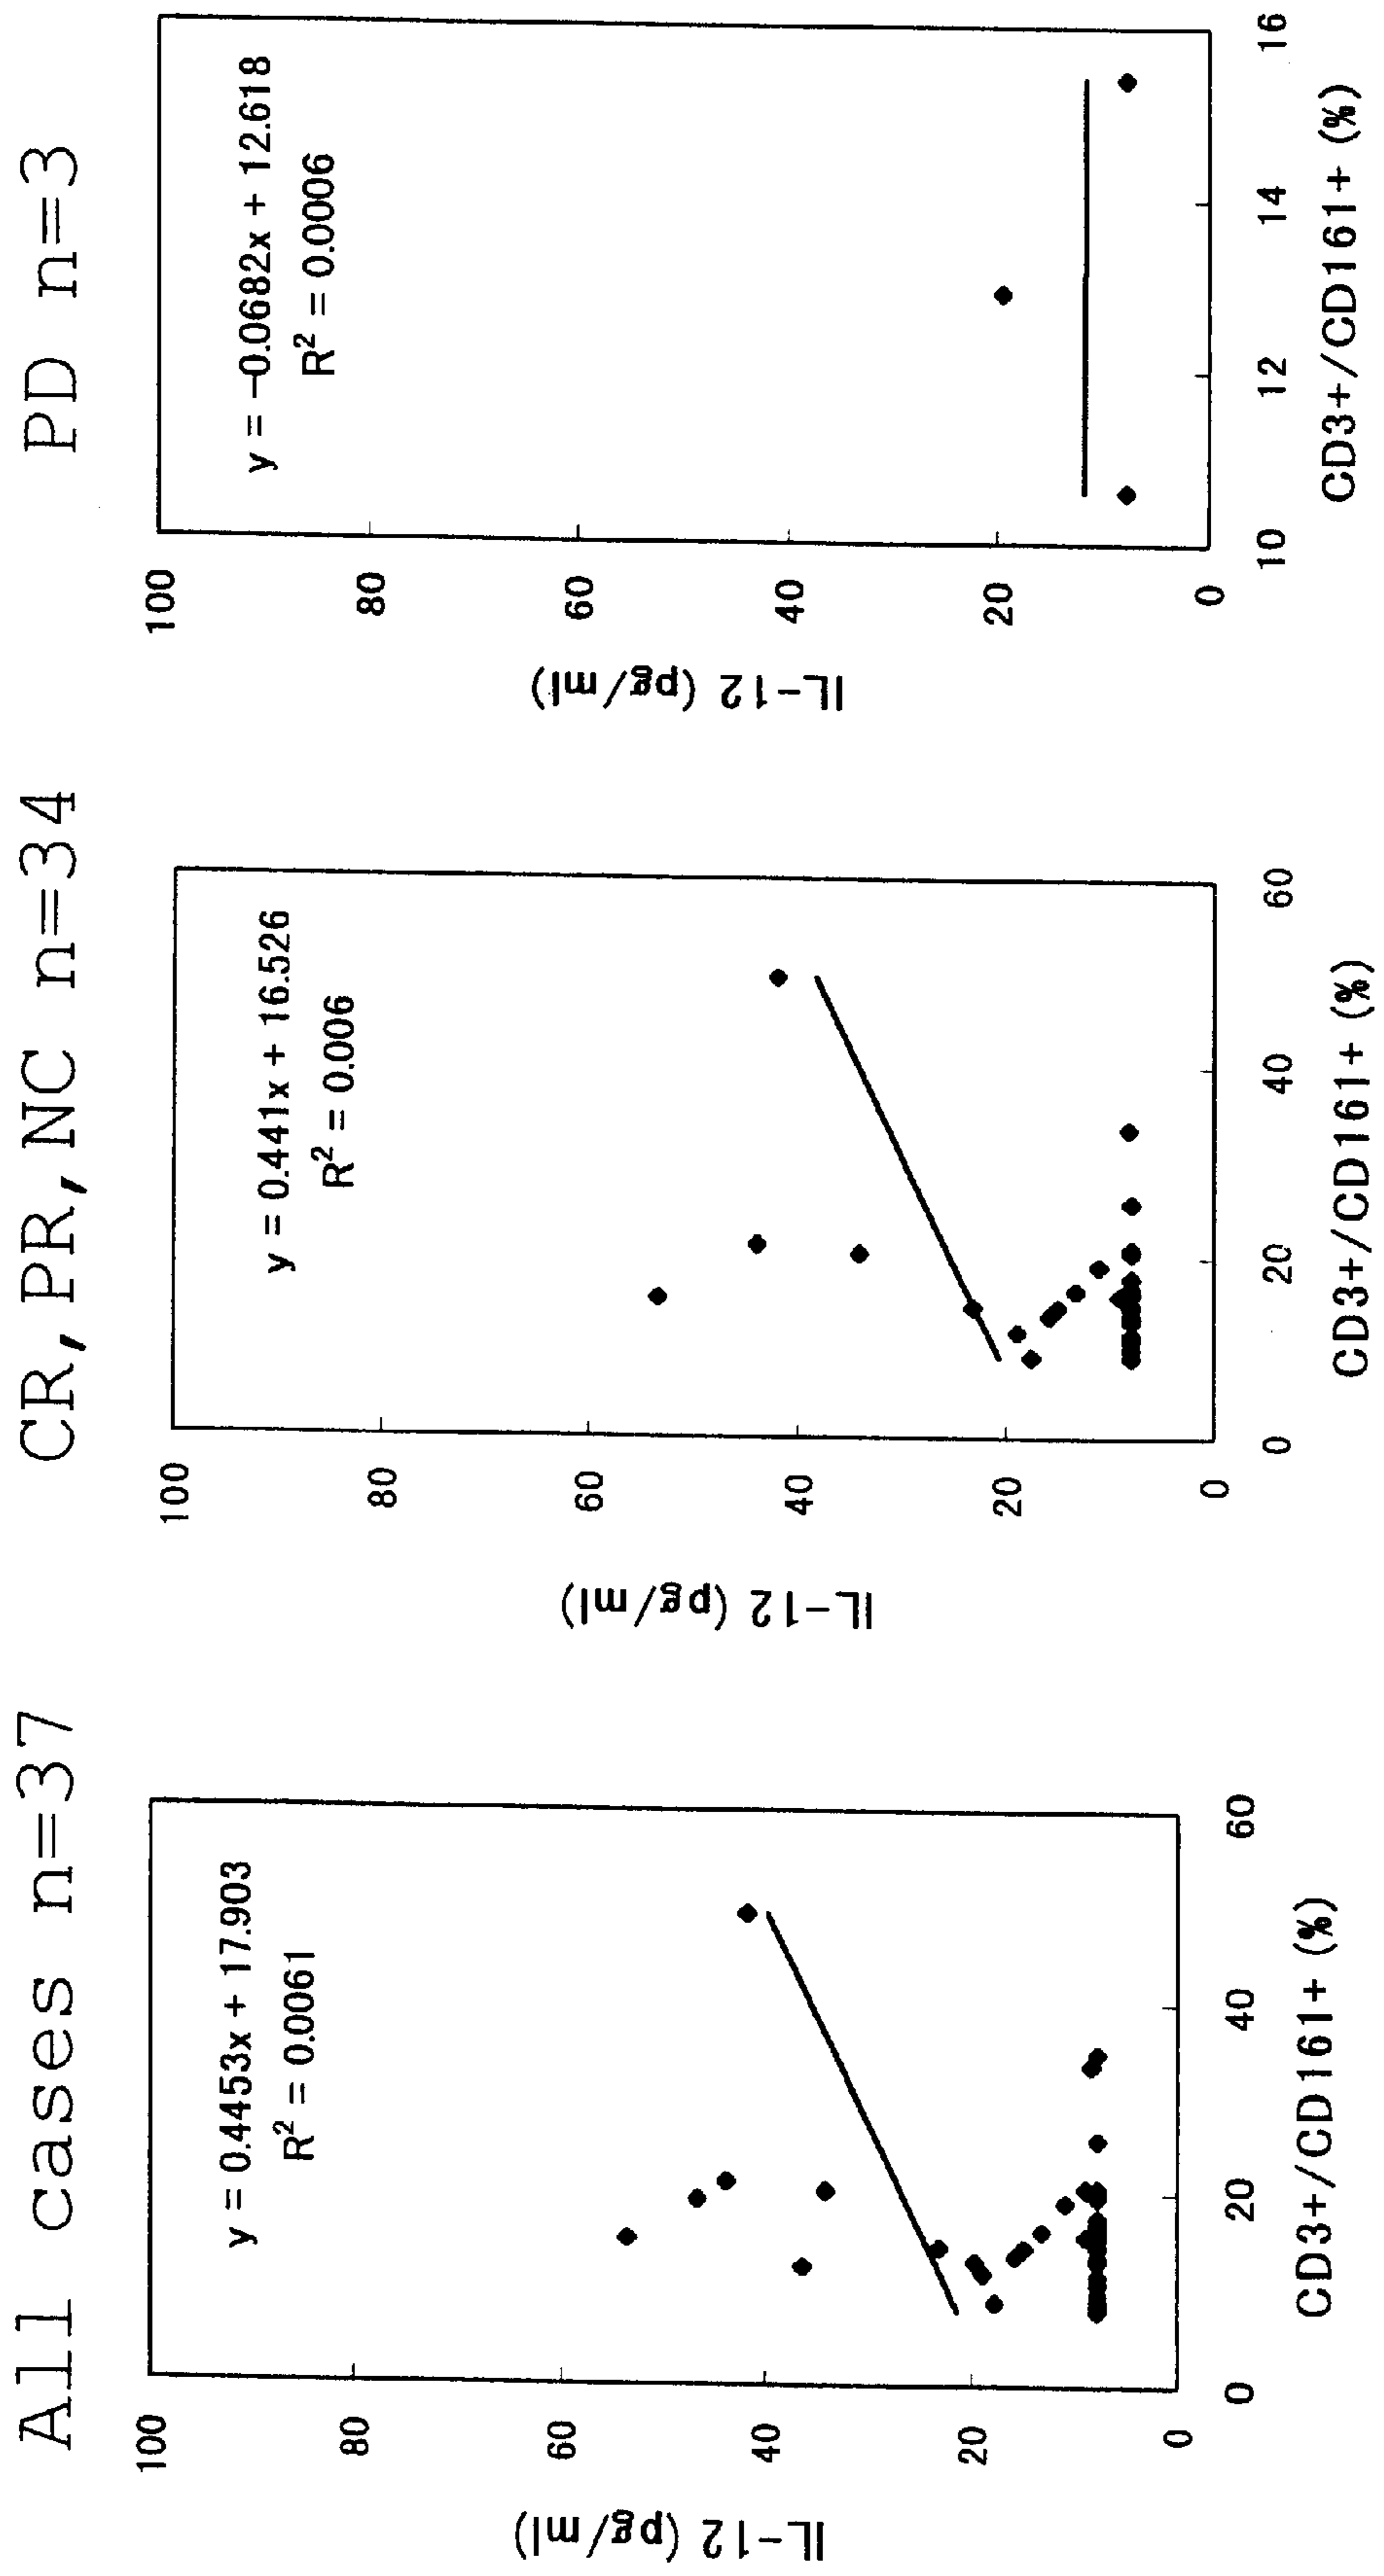 All cases n=37
y = 0.4453x + 17.903
R² = 0.0061
100
80
60
40
20
0
IL-12 (pg/ml)
0
20
40
60
CD3+/CD161+ (%)
CR,PR,NC n=34
y = 0.441x + 16.526
R² = 0.006
100
80
60
40
20
0
IL-12 (pg/ml)
0
20
40
60
CD3+/CD161+ (%)
PD n=3
y = -0.0682x + 12.618
R² = 0.0006
100
80
60
40
20
0
IL-12 (pg/ml)
10
12
14
16
CD3+/CD161+ (%)